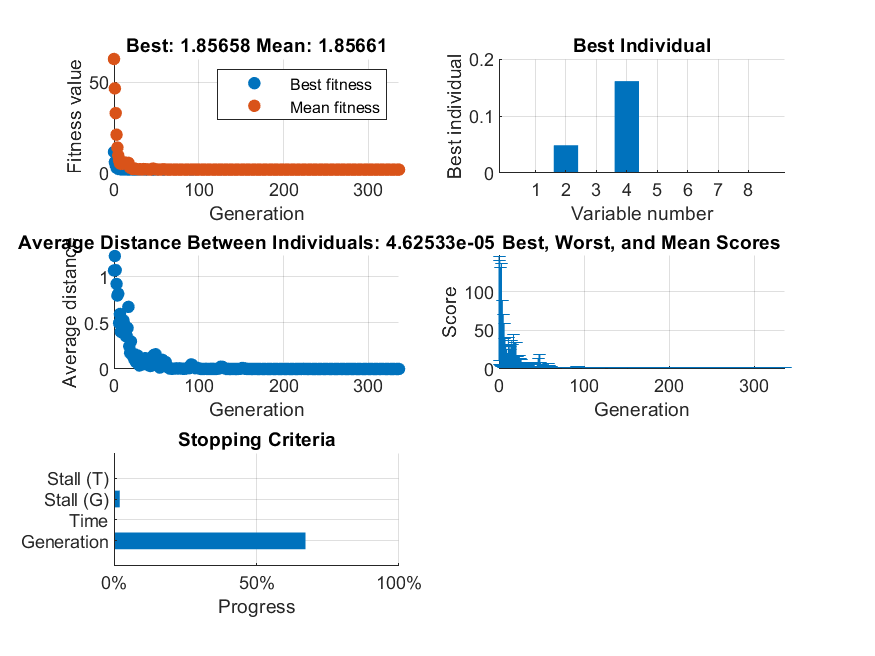 Best: 1.85658 Mean: 1.85661
Fitness value
50
0
Best fitness
Mean fitness
0 100 200 300
Generation
Best Individual
Best individual
0.2
0.1
0
1 2 3 4 5 6 7 8
Variable number
Average Distance Between Individuals: 4.62533e-05
Average distance
1
0.5
0
0 100 200 300
Generation
Best, Worst, and Mean Scores
Score
100
50
0
0 100 200 300
Generation
Stopping Criteria
Stall (T)
Stall (G)
Time
Generation
0% 50% 100%
Progress